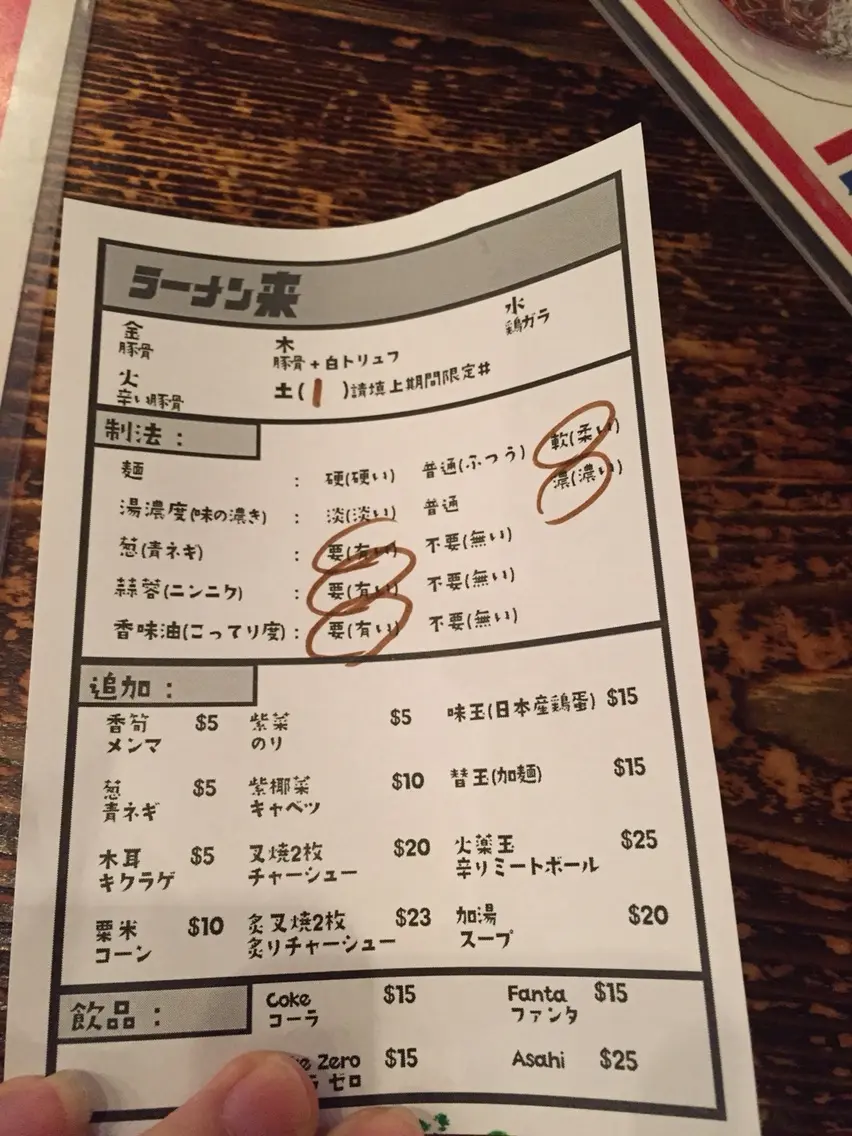 ラーメン来
金 木 水
豚骨 豚骨+白トリュフ 鶏ガラ
火 土( 1 )請填上期間限定#
辛い豚骨
制法:
麺 : 硬(硬い) 普通(ふつう) 軟(柔い)
湯濃度(味の濃き) : 淡(淡い) 普通 濃(濃い)
葱(青ネギ) : 要(有い) 不要(無い)
蒜蓉(ニンニク) : 要(有い) 不要(無い)
香味油(こってり度): 要(有い) 不要(無い)
追加:
香筍 $5 紫菜 $5 味玉(日本産鶏蛋) $15
メンマ のり
葱 $5 紫椰菜 $10 替玉(加麺) $15
青ネギ キャベツ
木耳 $5 叉焼2枚 $20 火薬玉 $25
キクラゲ チャーシュー 辛りミートボール
粟米 $10 炙叉焼2枚 $23 加湯 $20
コーン 炙りチャーシュー スープ
飲品: Coke $15 Fanta $15
コーラ ファンタ
Zero $15 Asahi $25
ゼロ